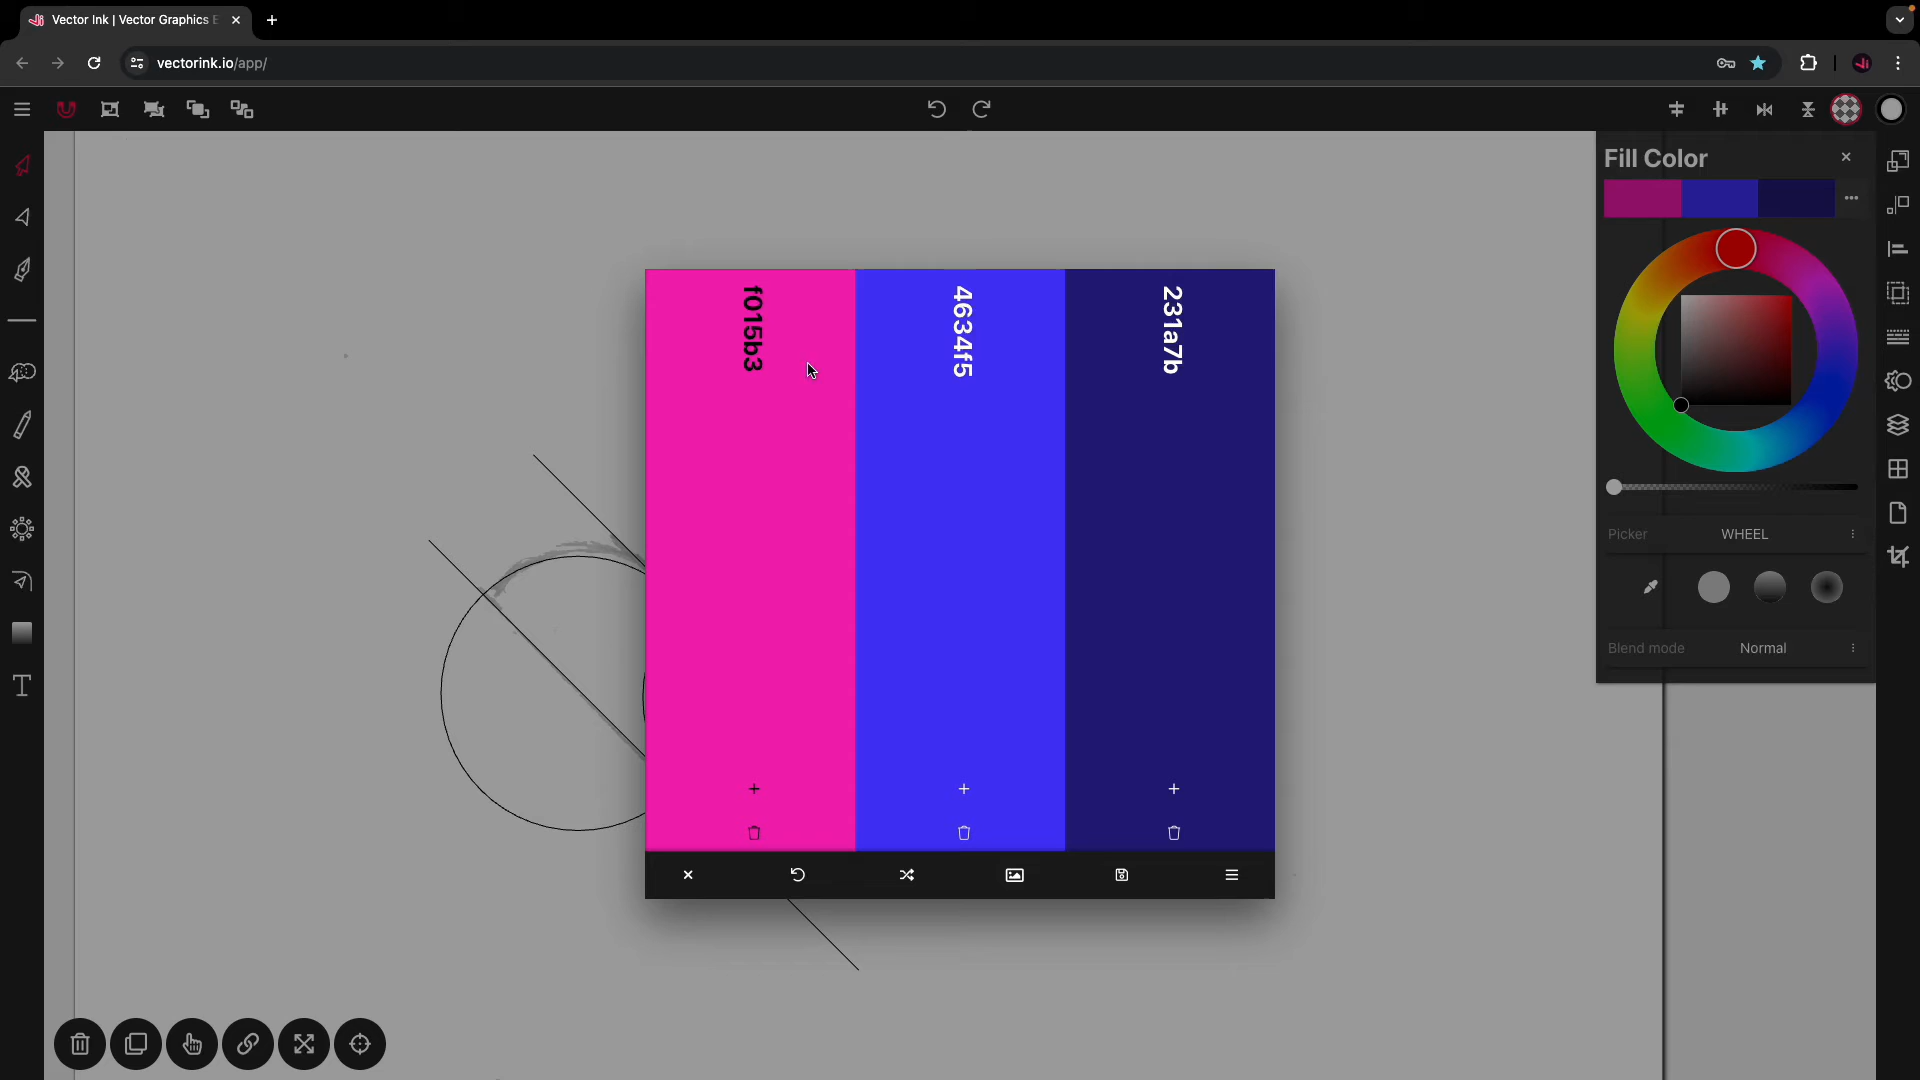 Vector Ink | Vector Graphics E
vectorink.io/app/
Fill Color
f015b3
4634f5
231a7b
Picker
WHEEL
Blend mode
Normal